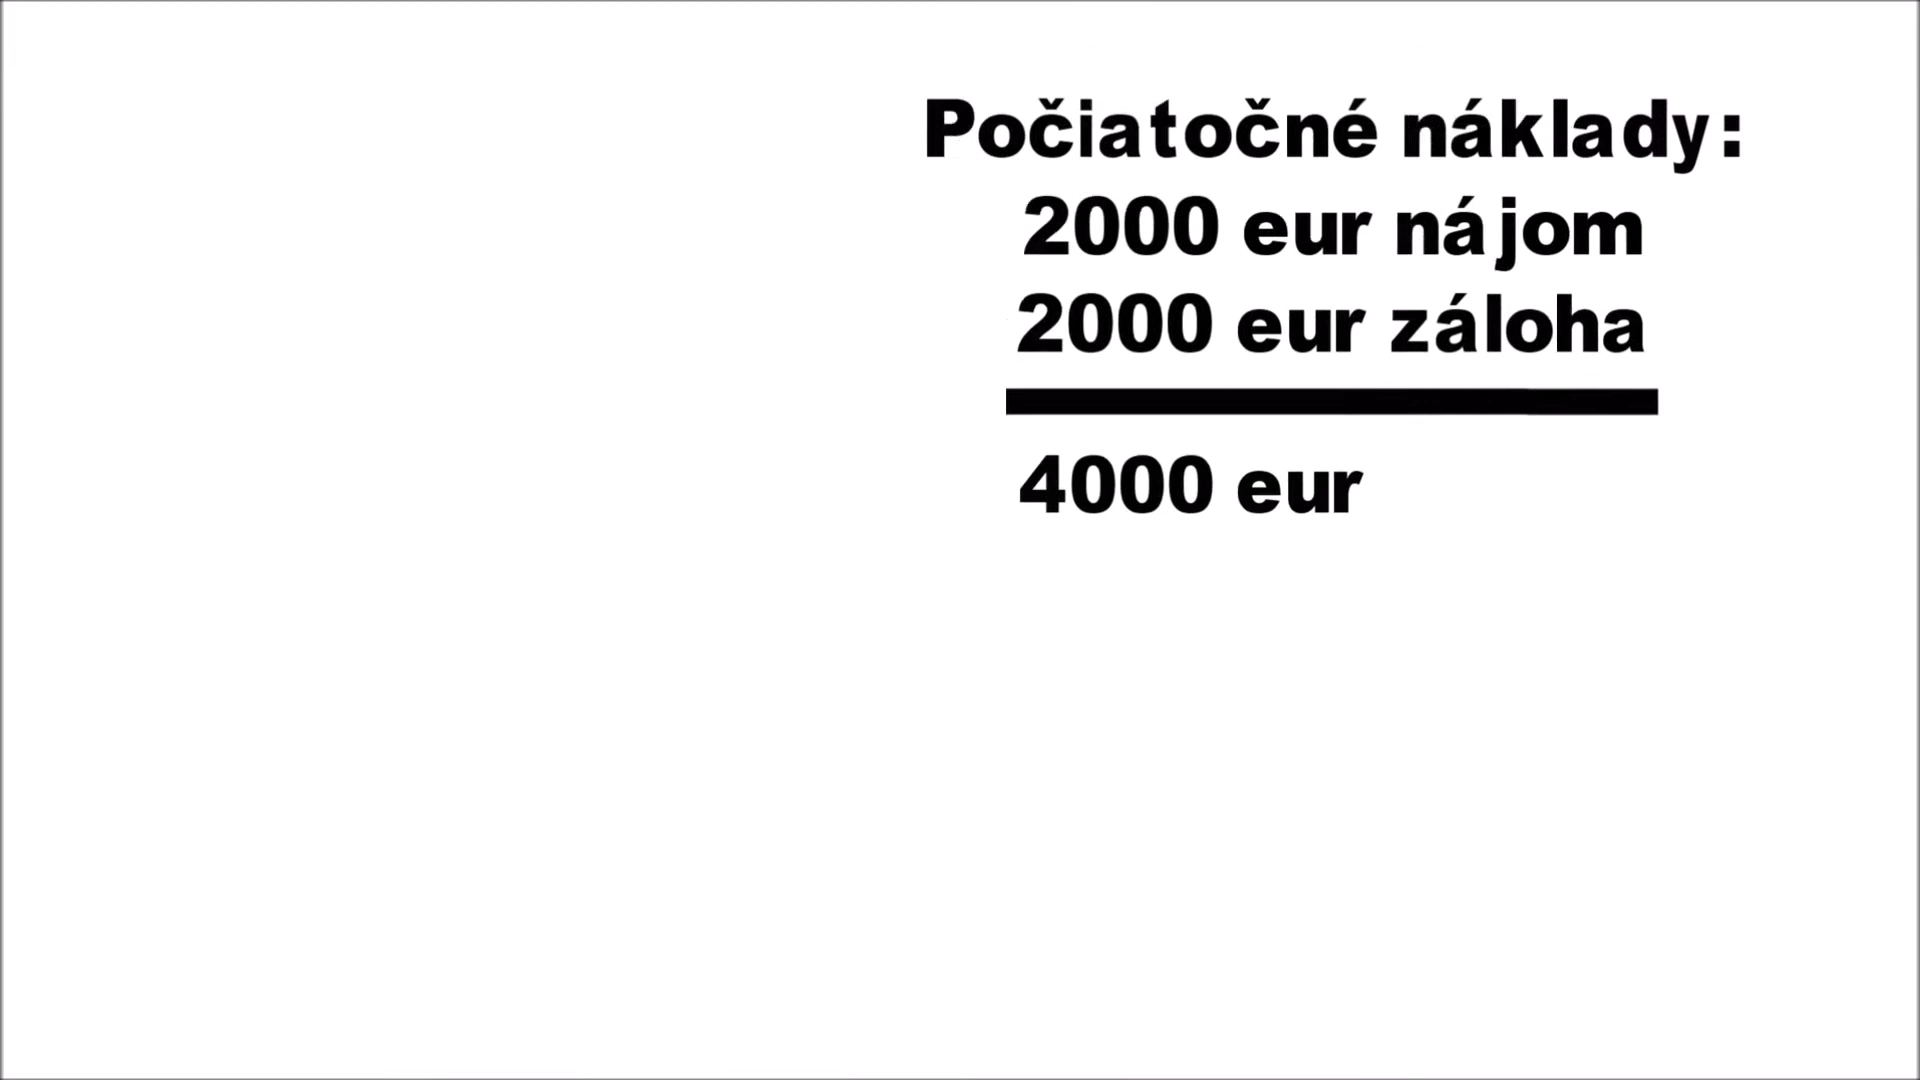 Počiatočné náklady:
2000 eur nájom
2000 eur záloha
4000 eur